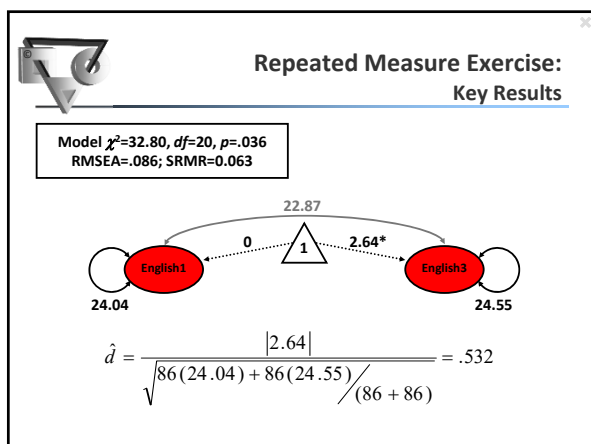 ©
Repeated Measure Exercise:
Key Results
Model χ²=32.80, df=20, p=.036
RMSEA=.086; SRMR=0.063
22.87
0
1
2.64*
English1
English3
24.04
24.55
d̂ = |2.64| / √(86(24.04)+86(24.55)/(86+86)) = .532